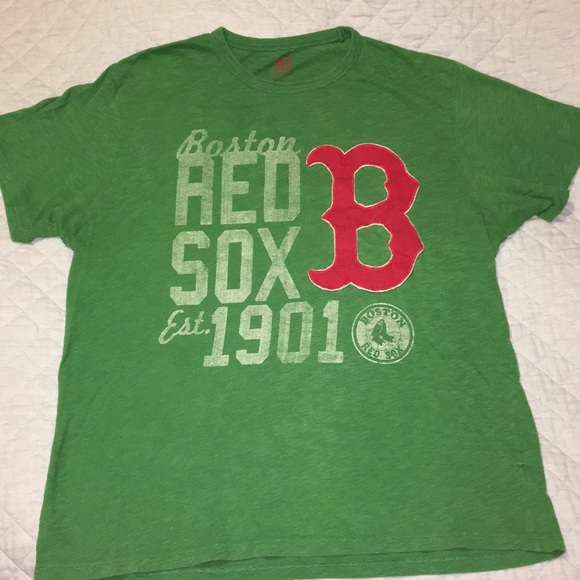 Boston
RED
SOX
Est. 1901
B
BOSTON
RED SOX